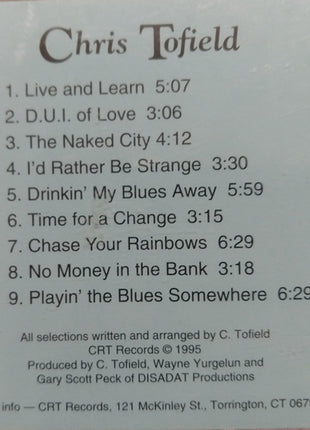 Chris Tofield
1. Live and Learn 5:07
2. D.U.I. of Love 3:06
3. The Naked City 4:12
4. I'd Rather Be Strange 3:30
5. Drinkin' My Blues Away 5:59
6. Time for a Change 3:15
7. Chase Your Rainbows 6:29
8. No Money in the Bank 3:18
9. Playin' the Blues Somewhere 6:29
All selections written and arranged by C. Tofield
CRT Records © 1995
Produced by C. Tofield, Wayne Yurgelun and
Gary Scott Peck of DISADAT Productions
info — CRT Records, 121 McKinley St., Torrington, CT